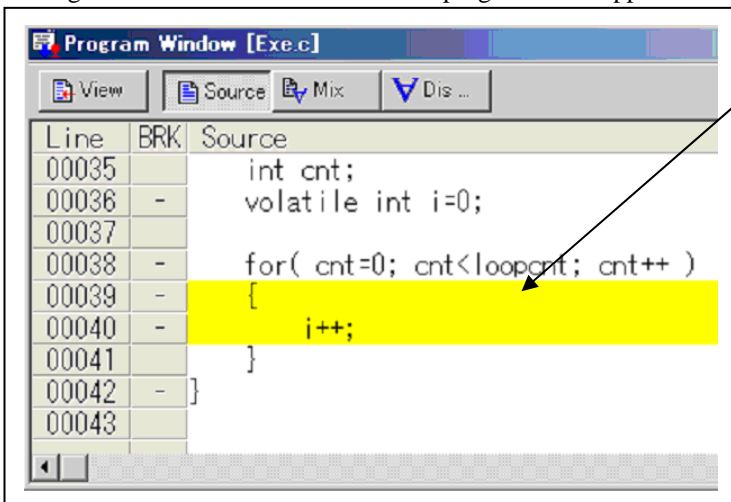 Program Window [Exe.c]
View Source Mix Dis ...
Line BRK Source
00035 int cnt;
00036 - volatile int i=0;
00037
00038 - for( cnt=0; cnt<loopcnt; cnt++ )
00039 - {
00040 - i++;
00041 }
00042 - }
00043